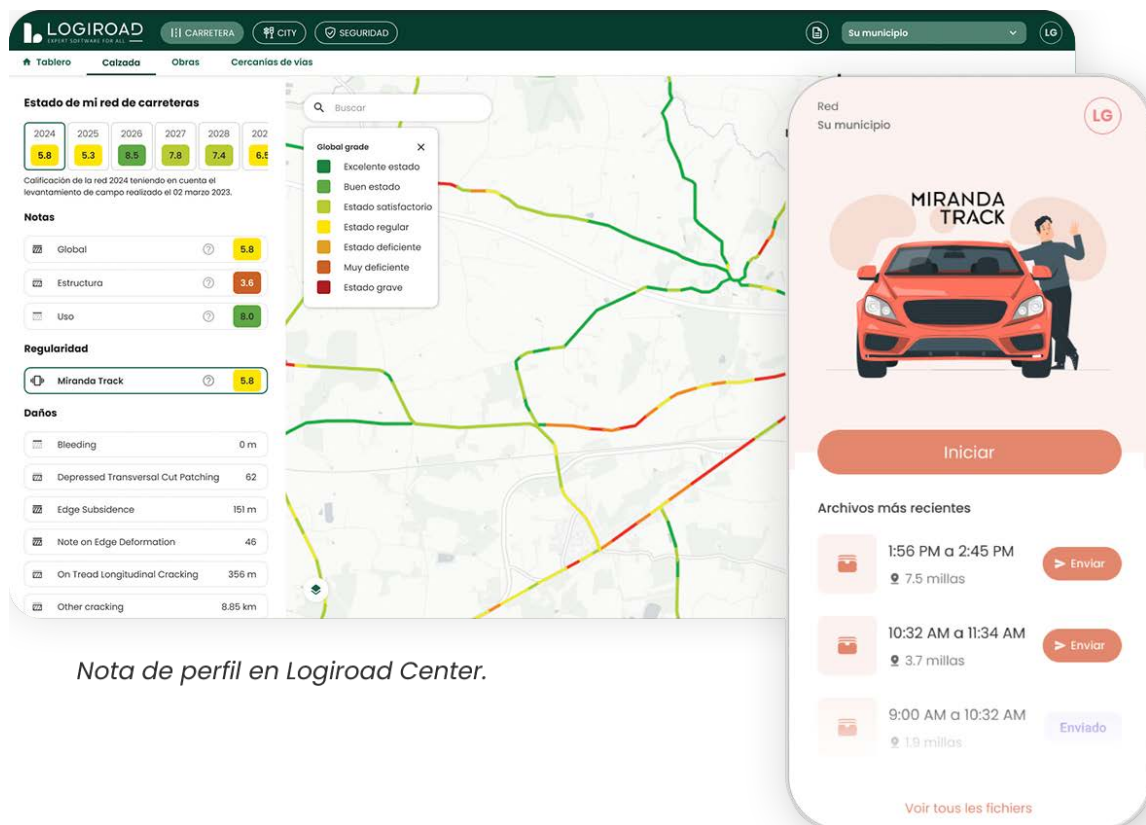 LOGIROAD
EXPERT SOFTWARE FOR ALL
CARRETERA
CITY
SEGURIDAD
Su municipio
LG
Tablero
Calzada
Obras
Cercanías de vias
Estado de mi red de carreteras
2024 2025 2026 2027 2028 202
5.8 5.3 8.5 7.8 7.4 6.5
Calificación de la red 2024 teniendo en cuenta el
levantamiento de campo realizado el 02 marzo 2023.
Notas
Global 5.8
Estructura 3.6
Uso 8.0
Regularidad
Miranda Track 5.8
Daños
Bleeding 0 m
Depressed Transversal Cut Patching 62
Edge Subsidence 151 m
Note on Edge Deformation 46
On Tread Longitudinal Cracking 356 m
Other cracking 8.85 km
Buscar
Global grade
Excelente estado
Buen estado
Estado satisfactorio
Estado regular
Estado deficiente
Muy deficiente
Estado grave
Nota de perfil en Logiroad Center.
Red
Su municipio
LG
MIRANDA
TRACK
Iniciar
Archivos más recientes
1:56 PM a 2:45 PM
7.5 millas
Enviar
10:32 AM a 11:34 AM
3.7 millas
Enviar
9:00 AM a 10:32 AM
1.9 millas
Enviado
Voir tous les fichiers